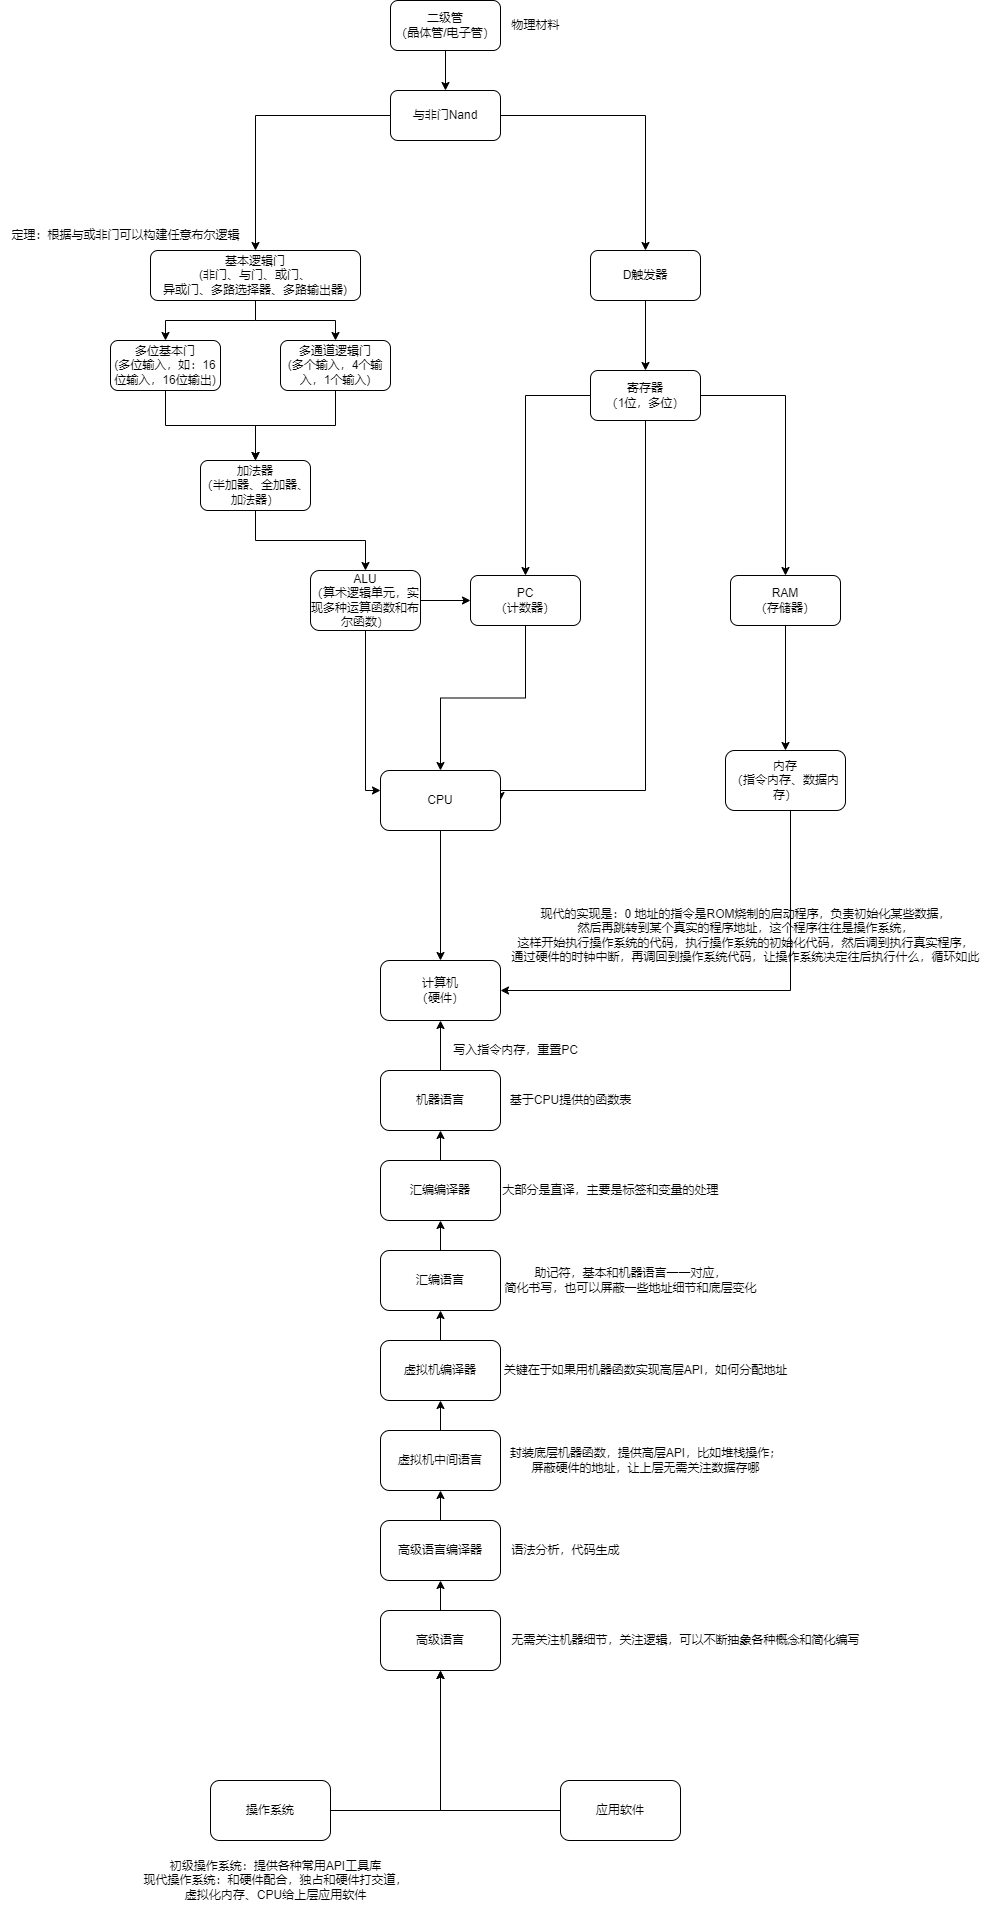 二级管
（晶体管/电子管）
物理材料
与非门Nand
定理：根据与或非门可以构建任意布尔逻辑
基本逻辑门
（非门、与门、或门、
异或门、多路选择器、多路输出器）
D触发器
多位基本门
（多位输入，如：16
位输入，16位输出）
多通道逻辑门
（多个输入，4个输
入，1个输入）
寄存器
（1位，多位）
加法器
（半加器、全加器、
加法器）
ALU
（算术逻辑单元，实
现多种运算函数和布
尔函数）
PC
（计数器）
RAM
（存储器）
CPU
内存
（指令内存、数据内
存）
现代的实现是：0 地址的指令是ROM烧制的启动程序，负责初始化某些数据，
然后再跳转到某个真实的程序地址，这个程序往往是操作系统，
这样开始执行操作系统的代码，执行操作系统的初始化代码，然后调到执行真实程序，
通过硬件的时钟中断，再调回到操作系统代码，让操作系统决定往后执行什么，循环如此
计算机
（硬件）
写入指令内存，重置PC
机器语言
基于CPU提供的函数表
汇编编译器
大部分是直译，主要是标签和变量的处理
汇编语言
助记符，基本和机器语言一一对应，
简化书写，也可以屏蔽一些地址细节和底层变化
虚拟机编译器
关键在于如果用机器函数实现高层API，如何分配地址
虚拟机中间语言
封装底层机器函数，提供高层API，比如堆栈操作；
屏蔽硬件的地址，让上层无需关注数据存哪
高级语言编译器
语法分析，代码生成
高级语言
无需关注机器细节，关注逻辑，可以不断抽象各种概念和简化编写
操作系统
应用软件
初级操作系统：提供各种常用API工具库
现代操作系统：和硬件配合，独占和硬件打交道，
虚拟化内存、CPU给上层应用软件